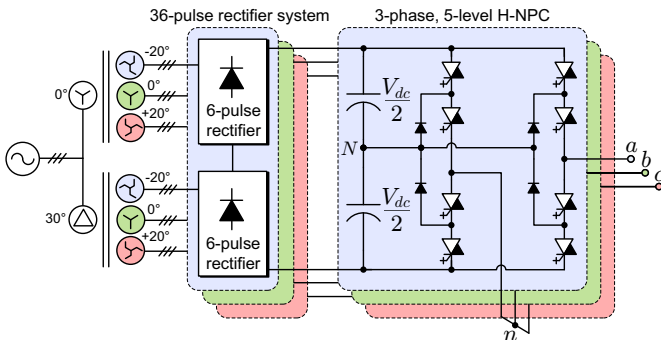 36-pulse rectifier system
3-phase, 5-level H-NPC
-20°
0°
0°
+20°
6-pulse
rectifier
V_dc/2
N
a
b
c
-20°
0°
30°
+20°
6-pulse
rectifier
V_dc/2
n